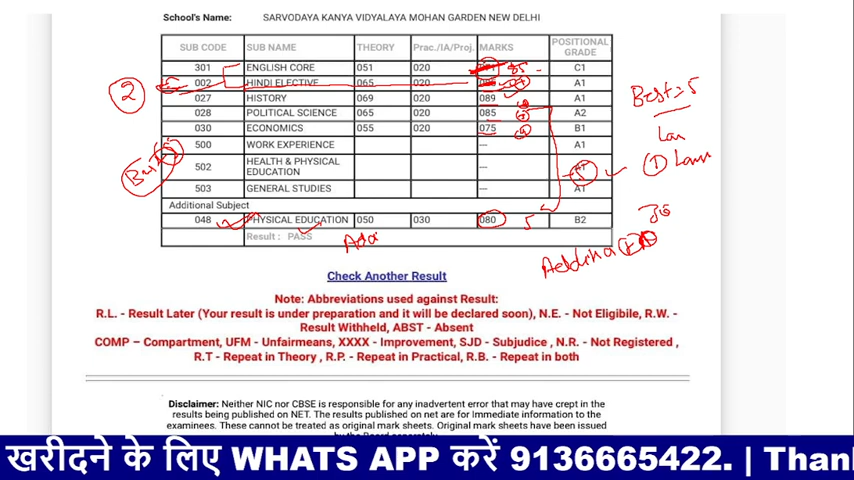 School's Name: SARVODAYA KANYA VIDYALAYA MOHAN GARDEN NEW DELHI
SUB CODE SUB NAME THEORY Prac./IA/Proj. MARKS POSITIONAL GRADE
301 ENGLISH CORE 051 020 C1
002 HINDI ELECTIVE 065 020 A1
027 HISTORY 069 020 089 A1
028 POLITICAL SCIENCE 065 020 085 A2
030 ECONOMICS 055 020 075 B1
500 WORK EXPERIENCE --- A1
502 HEALTH & PHYSICAL EDUCATION ---
503 GENERAL STUDIES --- A1
Additional Subject
048 PHYSICAL EDUCATION 050 030 080 B2
Result : PASS
2
Best=5
5
Check Another Result
Note: Abbreviations used against Result:
R.L. - Result Later (Your result is under preparation and it will be declared soon), N.E. - Not Eligibile, R.W. -
Result Withheld, ABST - Absent
COMP – Compartment, UFM - Unfairmeans, XXXX - Improvement, SJD - Subjudice , N.R. - Not Registered ,
R.T - Repeat in Theory , R.P. - Repeat in Practical, R.B. - Repeat in both
Disclaimer: Neither NIC nor CBSE is responsible for any inadvertent error that may have crept in the
results being published on NET. The results published on net are for Immediate information to the
examinees. These cannot be treated as original mark sheets. Original mark sheets have been issued
by the Board separately.
खरीदने के लिए WHATS APP करें 9136665422. | Than